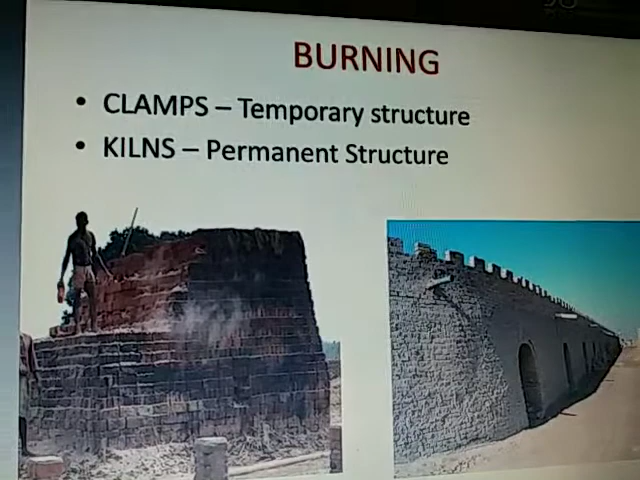 BURNING
• CLAMPS – Temporary structure
• KILNS – Permanent Structure